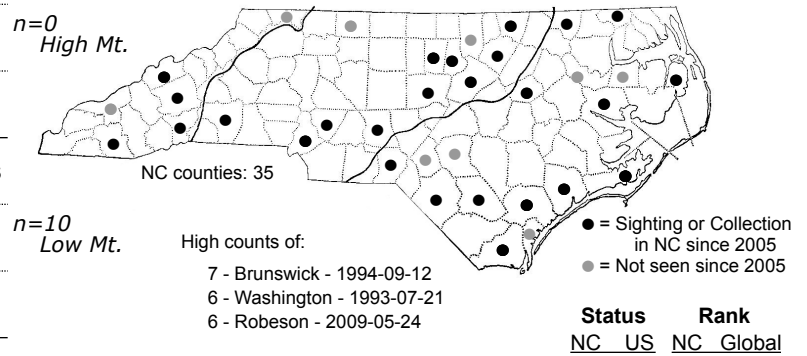 n=0
High Mt.
NC counties: 35
n=10
Low Mt.
High counts of:
7 - Brunswick - 1994-09-12
6 - Washington - 1993-07-21
6 - Robeson - 2009-05-24
= Sighting or Collection
in NC since 2005
= Not seen since 2005
Status Rank
NC US NC Global